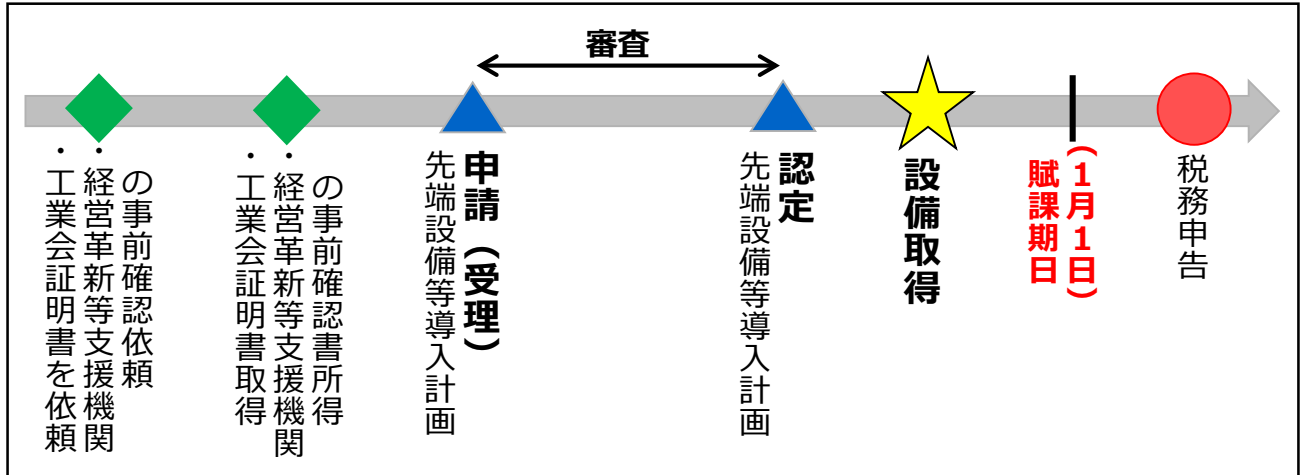 審査
・経営革新等支援機関
の事前確認依頼
・工業会証明書を依頼
・経営革新等支援機関
の事前確認書所得
・工業会証明書取得
申請（受理）
先端設備等導入計画
認定
先端設備等導入計画
設備取得
（1月1日）
賦課期日
税務申告